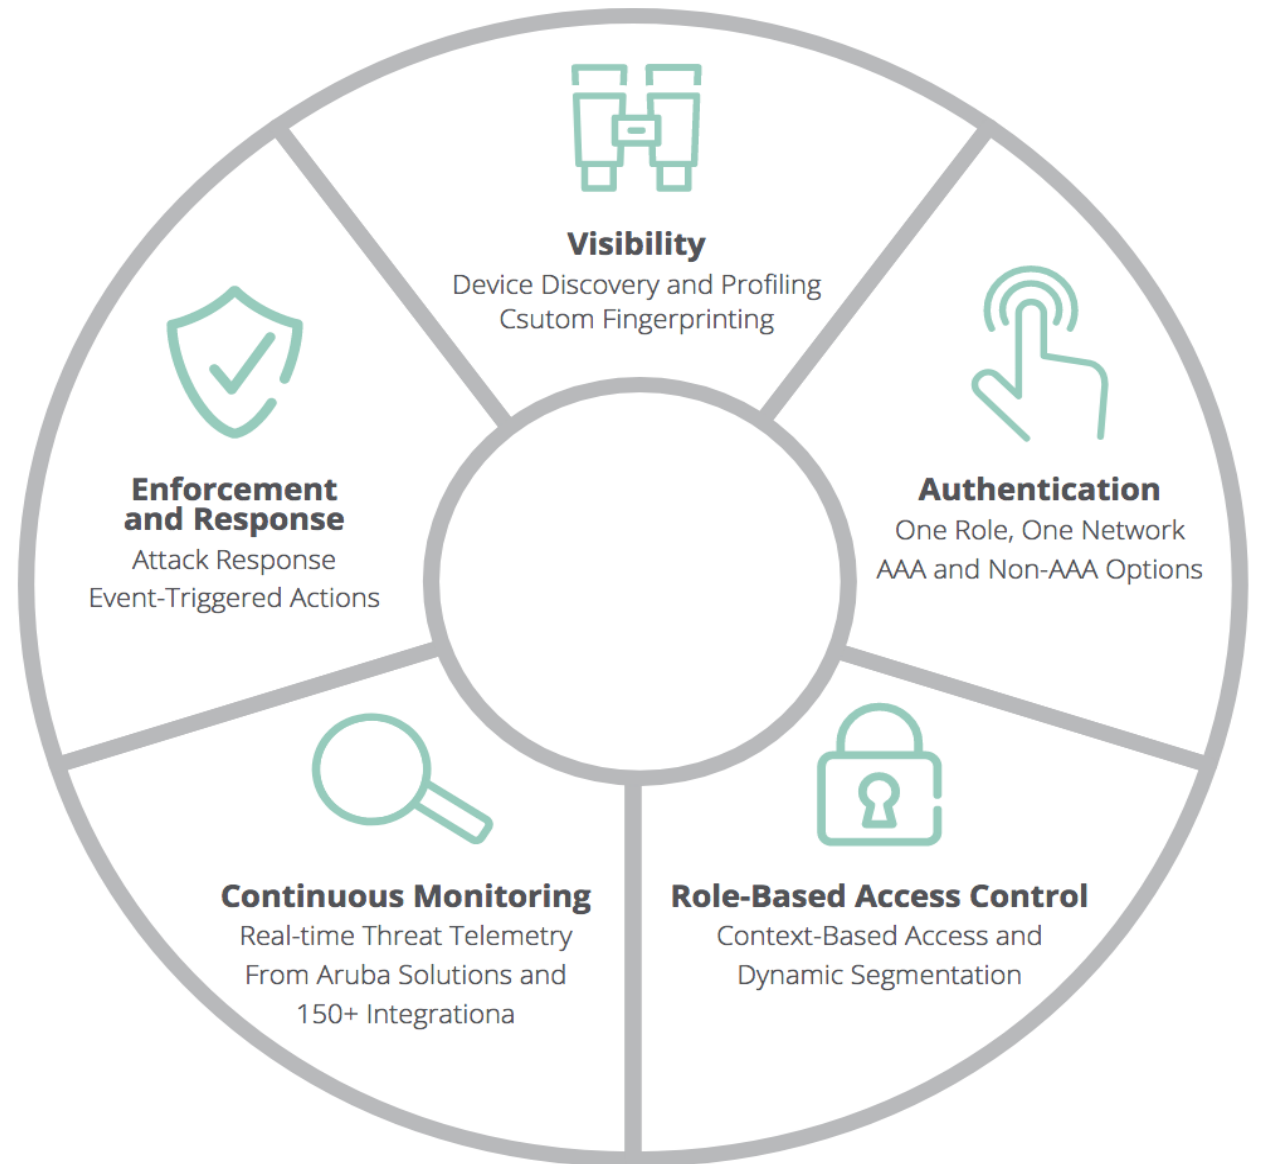 Visibility
Device Discovery and Profiling
Csutom Fingerprinting
Authentication
One Role, One Network
AAA and Non-AAA Options
Role-Based Access Control
Context-Based Access and
Dynamic Segmentation
Continuous Monitoring
Real-time Threat Telemetry
From Aruba Solutions and
150+ Integrationa
Enforcement
and Response
Attack Response
Event-Triggered Actions